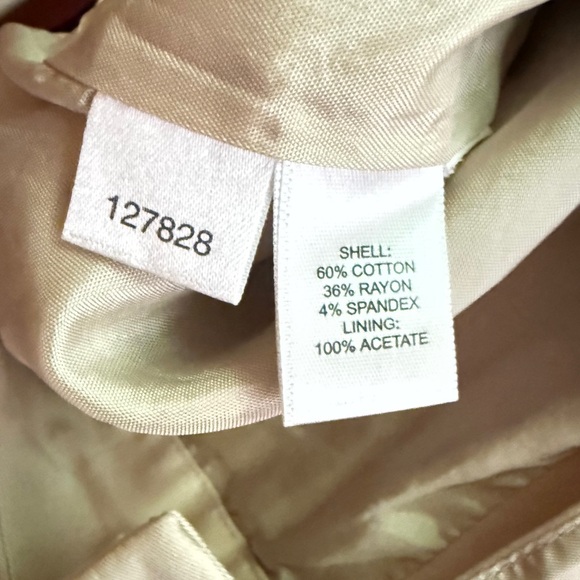 127828
SHELL:
60% COTTON
36% RAYON
4% SPANDEX
LINING:
100% ACETATE